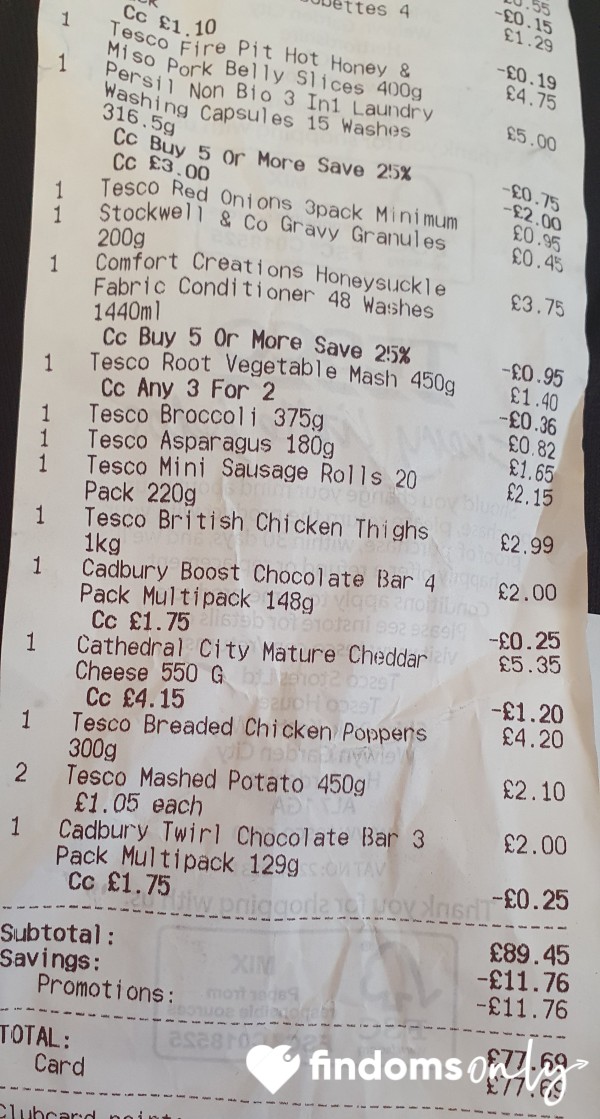 £0.55
obettes 4 -£0.15
Cc £1.10 £1.29
1 Tesco Fire Pit Hot Honey & -£0.19
Miso Pork Belly Slices 400g £4.75
1 Persil Non Bio 3 In1 Laundry
Washing Capsules 15 Washes £5.00
316.5g
Cc Buy 5 Or More Save 25% -£0.75
Cc £3.00 -£2.00
1 Tesco Red Onions 3pack Minimum £0.95
1 Stockwell & Co Gravy Granules £0.45
200g
1 Comfort Creations Honeysuckle
Fabric Conditioner 48 Washes £3.75
1440ml
Cc Buy 5 Or More Save 25% -£0.95
1 Tesco Root Vegetable Mash 450g £1.40
Cc Any 3 For 2 -£0.36
1 Tesco Broccoli 375g £0.82
1 Tesco Asparagus 180g £1.65
1 Tesco Mini Sausage Rolls 20 £2.15
Pack 220g
1 Tesco British Chicken Thighs £2.99
1kg
1 Cadbury Boost Chocolate Bar 4 £2.00
Pack Multipack 148g
Cc £1.75 -£0.25
1 Cathedral City Mature Cheddar £5.35
Cheese 550 G
Cc £4.15 -£1.20
1 Tesco Breaded Chicken Poppers £4.20
300g
2 Tesco Mashed Potato 450g £2.10
£1.05 each
1 Cadbury Twirl Chocolate Bar 3 £2.00
Pack Multipack 129g
Cc £1.75 -£0.25
Subtotal: £89.45
Savings: -£11.76
Promotions: -£11.76
TOTAL: £77.69
Card £77.69
findoms only